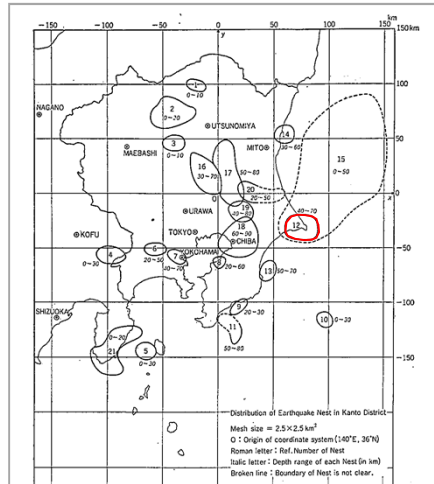 -150 -100 -50 0 50 100 150 km
km
150
y
100
1
0~10
2
0~20
NAGANO
UTSUNOMIYA
14
30~60
50
3
0~10
MAEBASHI
MITO
15
0~50
16
30~70
17
50~80
20
20~50
0
O
x
URAWA
19
40~80
40~70
12
18
60~90
TOKYO
KOFU
CHIBA
-50
4
0~30
6
20~50
YOKOHAMA
7
40~70
8
20~60
13
50~70
-100
SHIZUOKA
9
20~30
10
0~30
11
50~85
0~20
21
5
0~30
-150
Distribution of Earthquake Nest in Kanto District
Mesh size = 2.5×2.5 km²
O : Origin of coordinate system (140°E, 36°N)
Roman letter : Ref. Number of Nest
Italic letter : Depth range of each Nest (in km)
Broken line : Boundary of Nest is not clear.